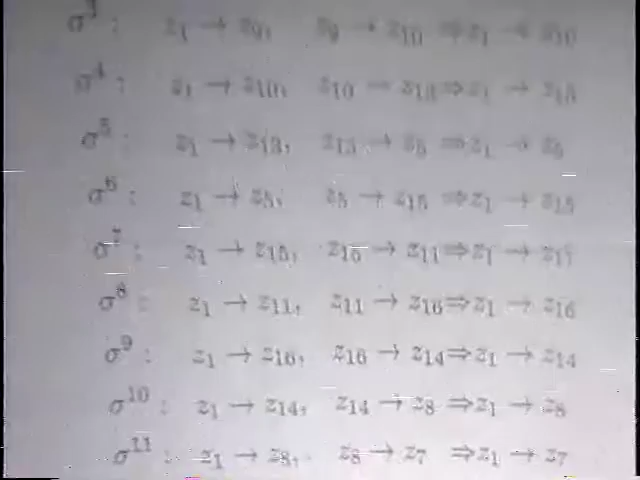 σ³ : z₁ → z₉, z₉ → z₁₀ ⇒ z₁ → z₁₀
σ⁴ : z₁ → z₁₀, z₁₀ → z₁₃ ⇒ z₁ → z₁₃
σ⁵ : z₁ → z₁₃, z₁₃ → z₅ ⇒ z₁ → z₅
σ⁶ : z₁ → z₅, z₅ → z₁₅ ⇒ z₁ → z₁₅
σ⁷ : z₁ → z₁₅, z₁₅ → z₁₁ ⇒ z₁ → z₁₁
σ⁸ : z₁ → z₁₁, z₁₁ → z₁₆ ⇒ z₁ → z₁₆
σ⁹ : z₁ → z₁₆, z₁₆ → z₁₄ ⇒ z₁ → z₁₄
σ¹⁰ : z₁ → z₁₄, z₁₄ → z₈ ⇒ z₁ → z₈
σ¹¹ : z₁ → z₈, z₈ → z₇ ⇒ z₁ → z₇